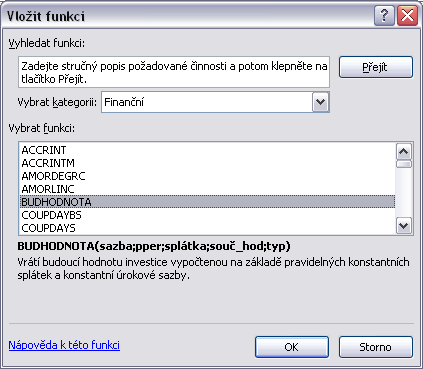 Vložit funkci
Vyhledat funkci:
Zadejte stručný popis požadované činnosti a potom klepněte na
tlačítko Přejít.
Přejít
Vybrat kategorii: Finanční
Vybrat funkci:
ACCRINT
ACCRINTM
AMORDEGRC
AMORLINC
BUDHODNOTA
COUPDAYBS
COUPDAYS
BUDHODNOTA(sazba;pper;splátka;souč_hod;typ)
Vrátí budoucí hodnotu investice vypočtenou na základě pravidelných konstantních
splátek a konstantní úrokové sazby.
Nápověda k této funkci
OK
Storno